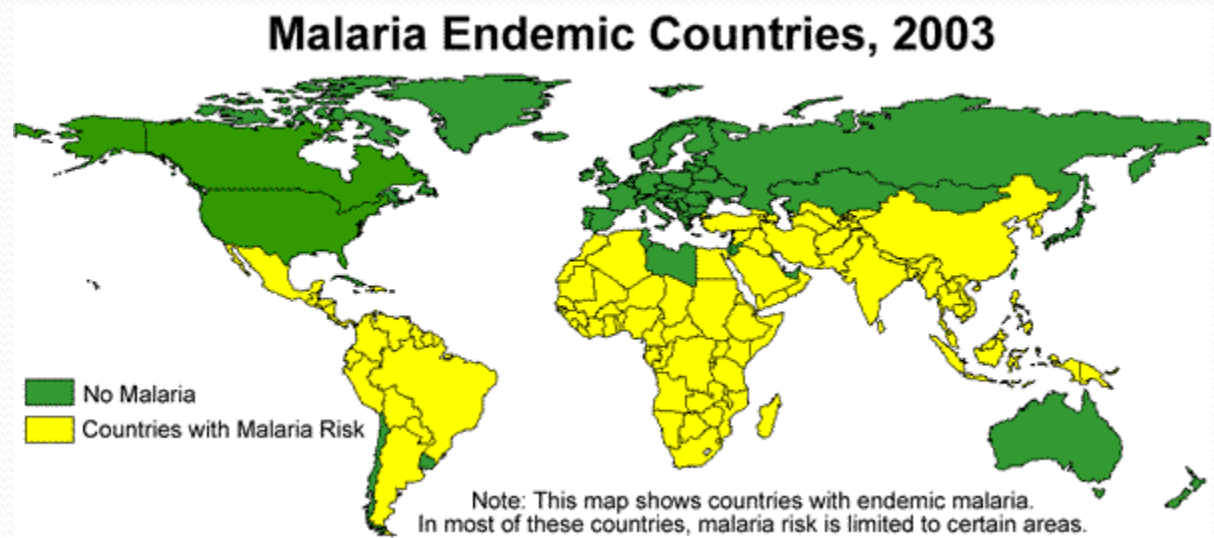 Malaria Endemic Countries, 2003
No Malaria
Countries with Malaria Risk
Note: This map shows countries with endemic malaria.
In most of these countries, malaria risk is limited to certain areas.